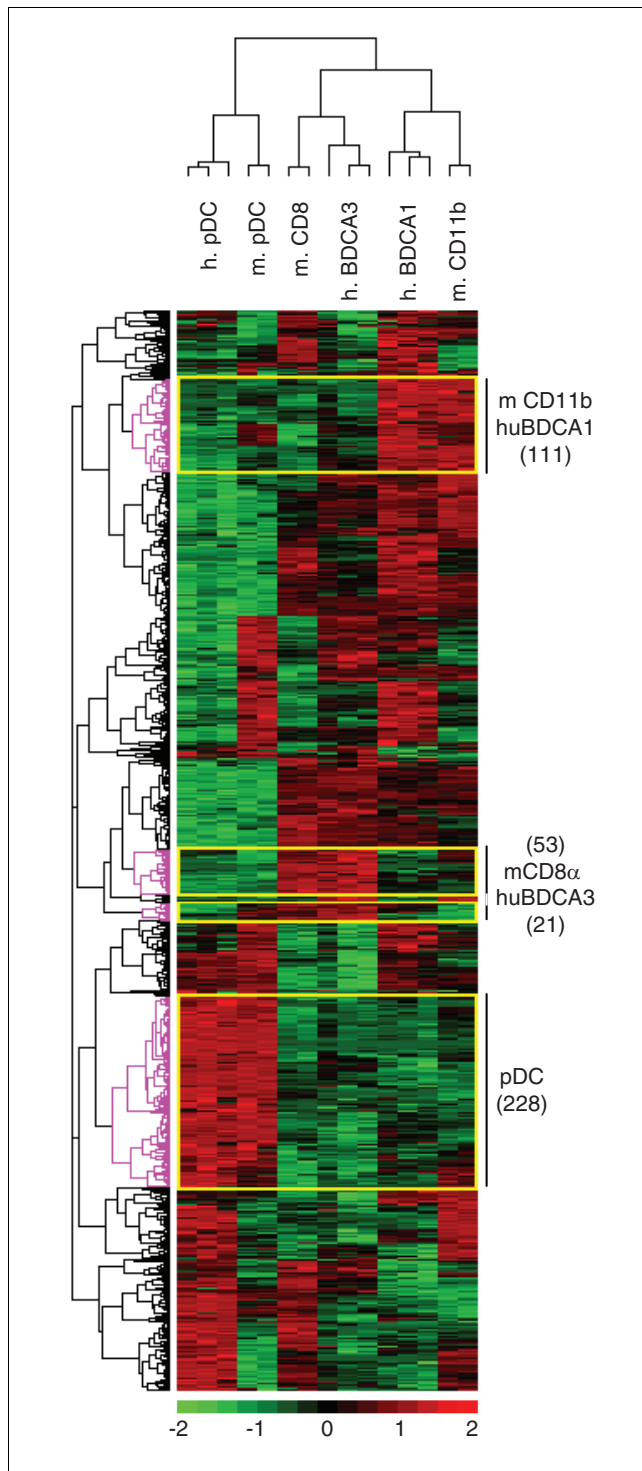 h. pDC
m. pDC
m. CD8
h. BDCA3
h. BDCA1
m. CD11b
m CD11b
huBDCA1
(111)
(53)
mCD8α
huBDCA3
(21)
pDC
(228)
-2 -1 0 1 2